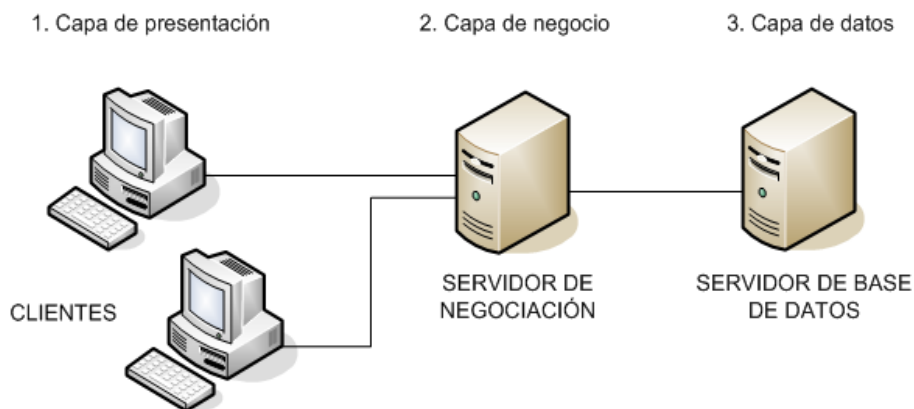 1. Capa de presentación
2. Capa de negocio
3. Capa de datos
CLIENTES
SERVIDOR DE
NEGOCIACIÓN
SERVIDOR DE BASE
DE DATOS